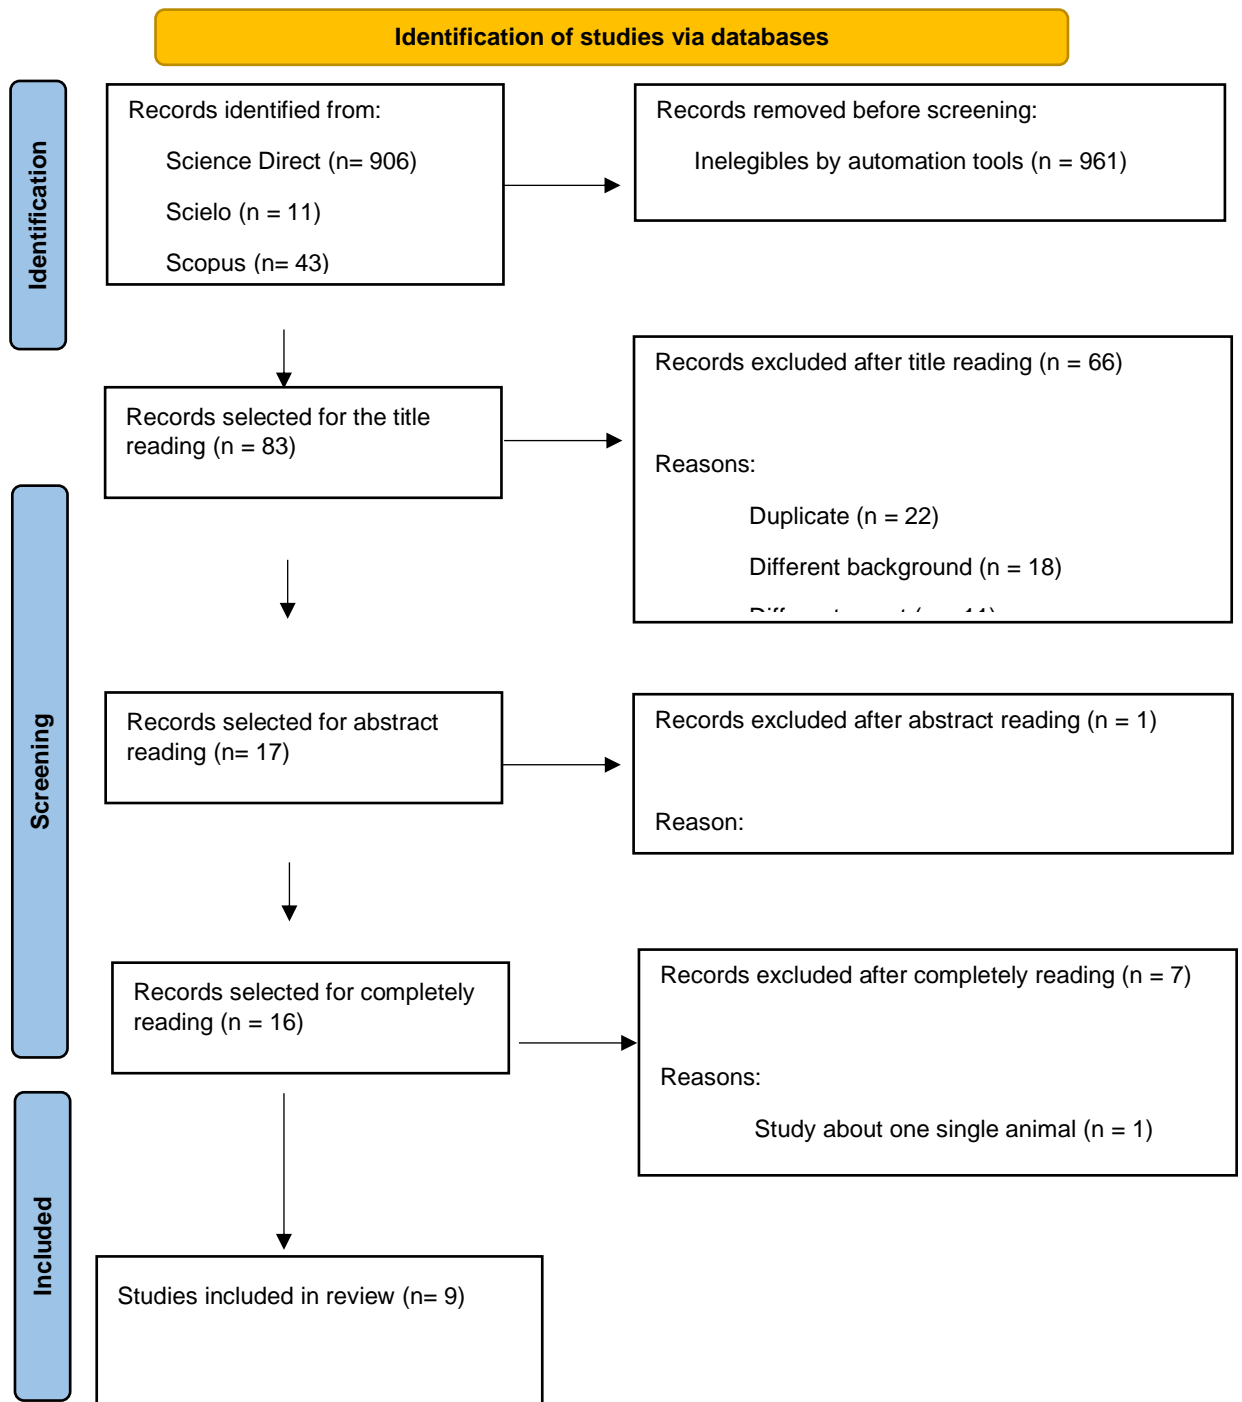 Identification of studies via databases
Identification
Records identified from:
Science Direct (n= 906)
Scielo (n = 11)
Scopus (n= 43)
Records removed before screening:
Inelegibles by automation tools (n = 961)
Records selected for the title
reading (n = 83)
Records excluded after title reading (n = 66)
Reasons:
Duplicate (n = 22)
Different background (n = 18)
Screening
Records selected for abstract
reading (n= 17)
Records excluded after abstract reading (n = 1)
Reason:
Records selected for completely
reading (n = 16)
Records excluded after completely reading (n = 7)
Reasons:
Study about one single animal (n = 1)
Included
Studies included in review (n= 9)